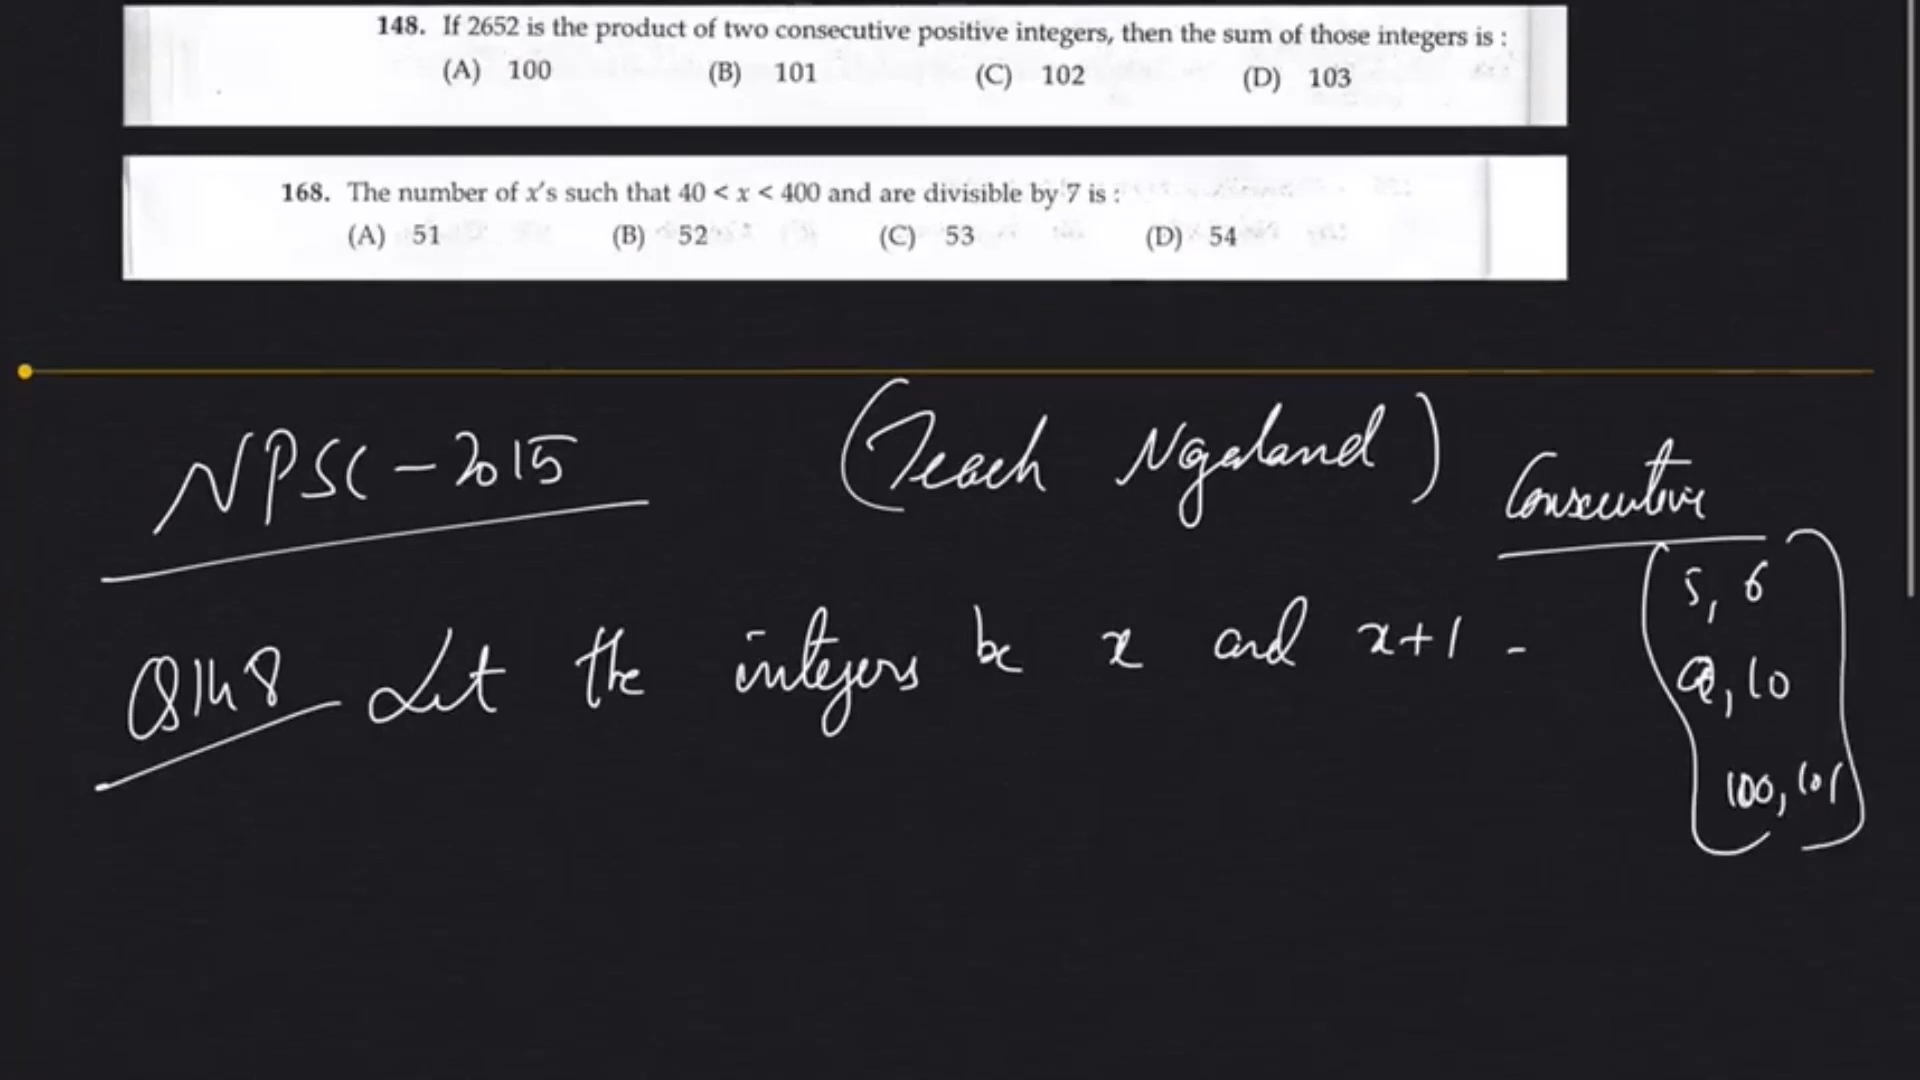 148. If 2652 is the product of two consecutive positive integers, then the sum of those integers is :
(A) 100 (B) 101 (C) 102 (D) 103
168. The number of x's such that 40 < x < 400 and are divisible by 7 is :
(A) 51 (B) 52 (C) 53 (D) 54
NPSC-2015 (Teach Ngaland)
Consecutive
5, 6
9, 10
100, 101
Q148 Let the integers be x and x+1 -